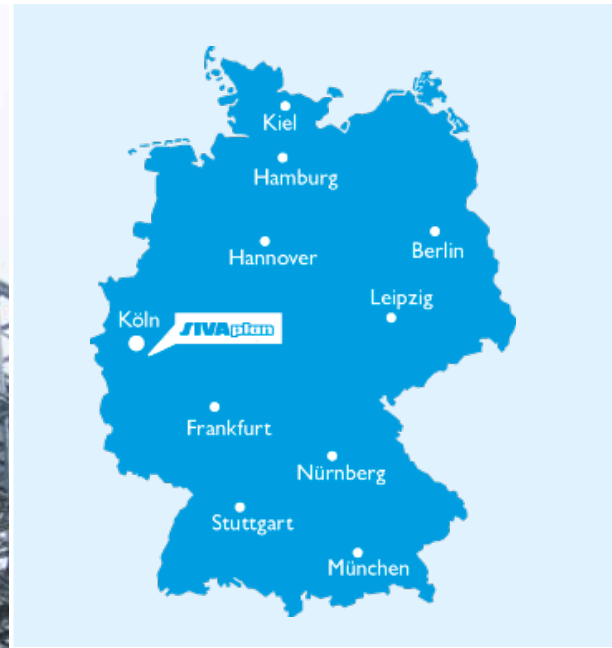 Kiel
Hamburg
Hannover
Berlin
Leipzig
Köln
SIVAplan
Frankfurt
Nürnberg
Stuttgart
München